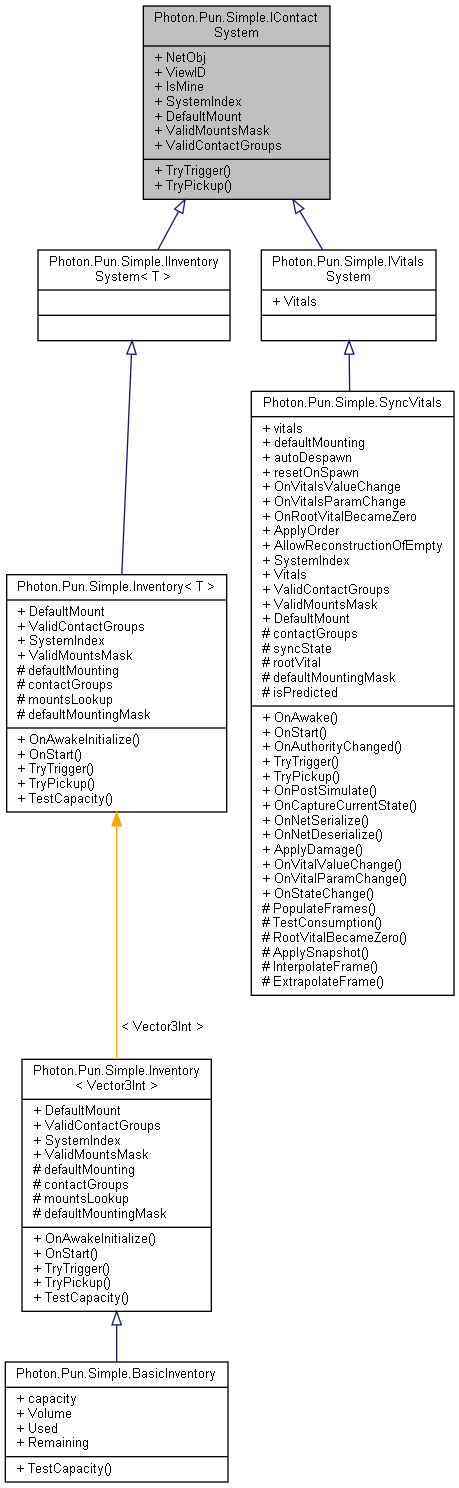 Photon.Pun.Simple.IContact
System
+ NetObj
+ ViewID
+ IsMine
+ SystemIndex
+ DefaultMount
+ ValidMountsMask
+ ValidContactGroups
+ TryTrigger()
+ TryPickup()
Photon.Pun.Simple.IInventory
System< T >
Photon.Pun.Simple.IVitals
System
+ Vitals
Photon.Pun.Simple.SyncVitals
+ vitals
+ defaultMounting
+ autoDespawn
+ resetOnSpawn
+ OnVitalsValueChange
+ OnVitalsParamChange
+ OnRootVitalBecameZero
+ ApplyOrder
+ AllowReconstructionOfEmpty
+ SystemIndex
+ Vitals
+ ValidContactGroups
+ ValidMountsMask
+ DefaultMount
# contactGroups
# syncState
# rootVital
# defaultMountingMask
# isPredicted
+ OnAwake()
+ OnStart()
+ OnAuthorityChanged()
+ TryTrigger()
+ TryPickup()
+ OnPostSimulate()
+ OnCaptureCurrentState()
+ OnNetSerialize()
+ OnNetDeserialize()
+ ApplyDamage()
+ OnVitalValueChange()
+ OnVitalParamChange()
+ OnStateChange()
# PopulateFrames()
# TestConsumption()
# RootVitalBecameZero()
# ApplySnapshot()
# InterpolateFrame()
# ExtrapolateFrame()
Photon.Pun.Simple.Inventory< T >
+ DefaultMount
+ ValidContactGroups
+ SystemIndex
+ ValidMountsMask
# defaultMounting
# contactGroups
# mountsLookup
# defaultMountingMask
+ OnAwakeInitialize()
+ OnStart()
+ TryTrigger()
+ TryPickup()
+ TestCapacity()
< Vector3Int >
Photon.Pun.Simple.Inventory
< Vector3Int >
+ DefaultMount
+ ValidContactGroups
+ SystemIndex
+ ValidMountsMask
# defaultMounting
# contactGroups
# mountsLookup
# defaultMountingMask
+ OnAwakeInitialize()
+ OnStart()
+ TryTrigger()
+ TryPickup()
+ TestCapacity()
Photon.Pun.Simple.BasicInventory
+ capacity
+ Volume
+ Used
+ Remaining
+ TestCapacity()